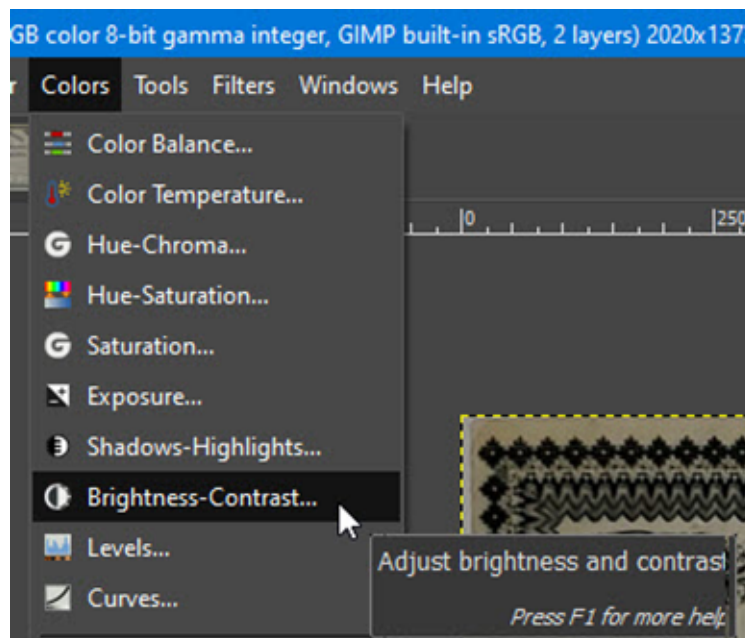 GB color 8-bit gamma integer, GIMP built-in sRGB, 2 layers) 2020x137
Colors Tools Filters Windows Help
Color Balance...
Color Temperature...
0 250
Hue-Chroma...
Hue-Saturation...
Saturation...
Exposure...
Shadows-Highlights...
Brightness-Contrast...
Levels...
Adjust brightness and contrast
Curves...
Press F1 for more help